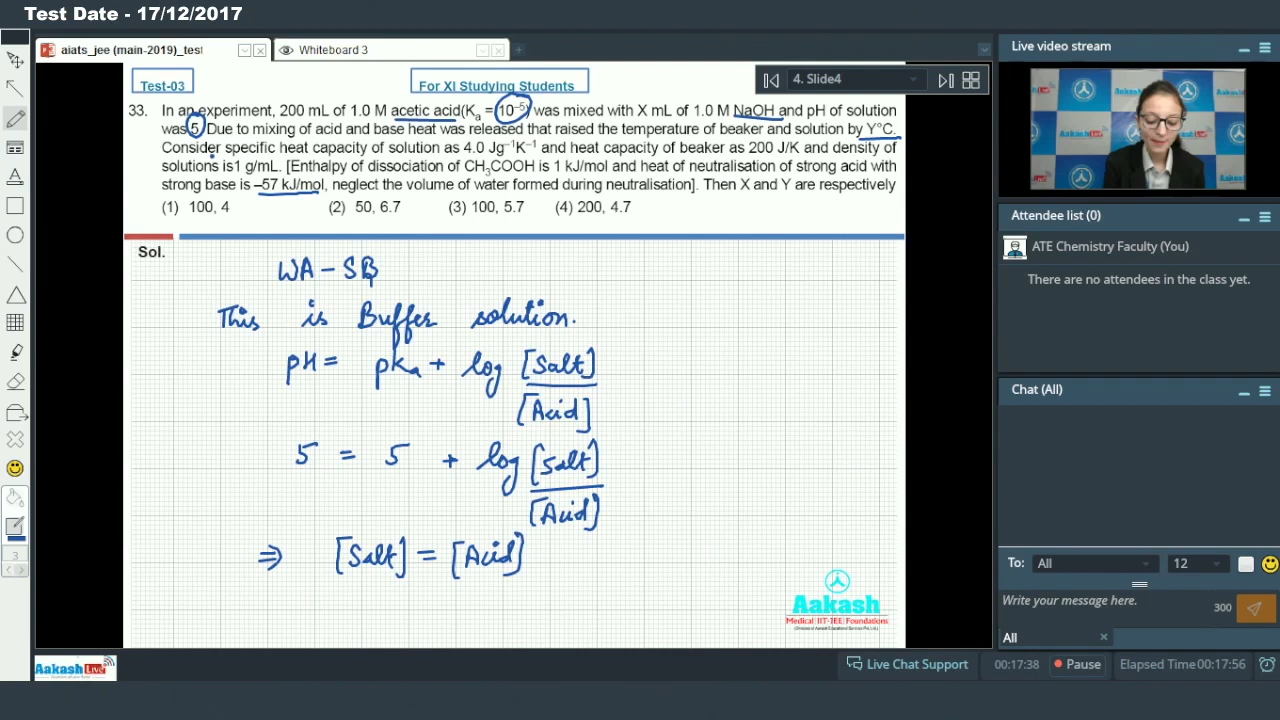 Test Date - 17/12/2017
aiats_jee (main-2019)_test
Whiteboard 3
Live video stream
Test-03
For XI Studying Students
4. Slide4
33. In an experiment, 200 mL of 1.0 M acetic acid(Ka = 10⁻⁵) was mixed with X mL of 1.0 M NaOH and pH of solution
was 5. Due to mixing of acid and base heat was released that raised the temperature of beaker and solution by Y°C.
Consider specific heat capacity of solution as 4.0 Jg⁻¹K⁻¹ and heat capacity of beaker as 200 J/K and density of
solutions is1 g/mL. [Enthalpy of dissociation of CH₃COOH is 1 kJ/mol and heat of neutralisation of strong acid with
strong base is –57 kJ/mol, neglect the volume of water formed during neutralisation]. Then X and Y are respectively
(1) 100, 4 (2) 50, 6.7 (3) 100, 5.7 (4) 200, 4.7
Sol.
WA - SB
This is Buffer solution.
pH = pKa + log [Salt]
[Acid]
5 = 5 + log [Salt]
[Acid]
⇒ [Salt] = [Acid]
Aakash
Medical|IIT-JEE|Foundations
AakashLive
3
Attendee list (0)
ATE Chemistry Faculty (You)
There are no attendees in the class yet.
Chat (All)
To: All 12
Write your message here.
300
All
Live Chat Support
00:17:38
Pause
Elapsed Time 00:17:56